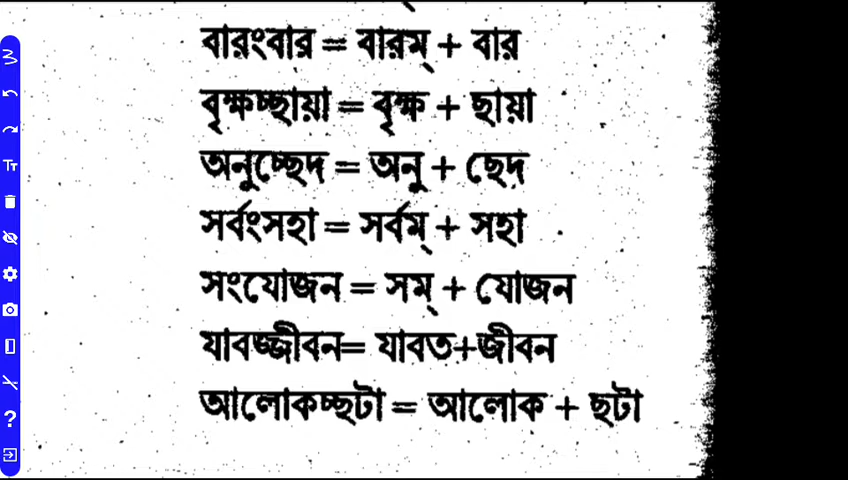 বারংবার = বারম্ + বার
বৃক্ষচ্ছায়া = বৃক্ষ + ছায়া
অনুচ্ছেদ = অনু + ছেদ
সর্বংসহা = সর্বম্ + সহা
সংযোজন = সম্ + যোজন
যাবজ্জীবন= যাবত+জীবন
আলোকচ্ছটা = আলোক + ছটা